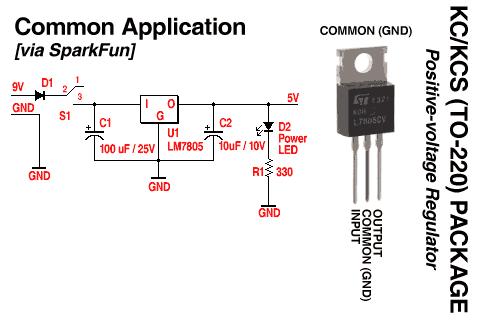 Common Application
[via SparkFun]
9V
D1
2
1
3
GND
S1
GND
C1
100 uF / 25V
I
O
G
U1
LM7805
GND
C2
10uF / 10V
5V
D2
Power
LED
R1
330
GND
COMMON (GND)
L7805CV
OUTPUT
COMMON (GND)
INPUT
KC/KCS (TO-220) PACKAGE
Positive-voltage Regulator